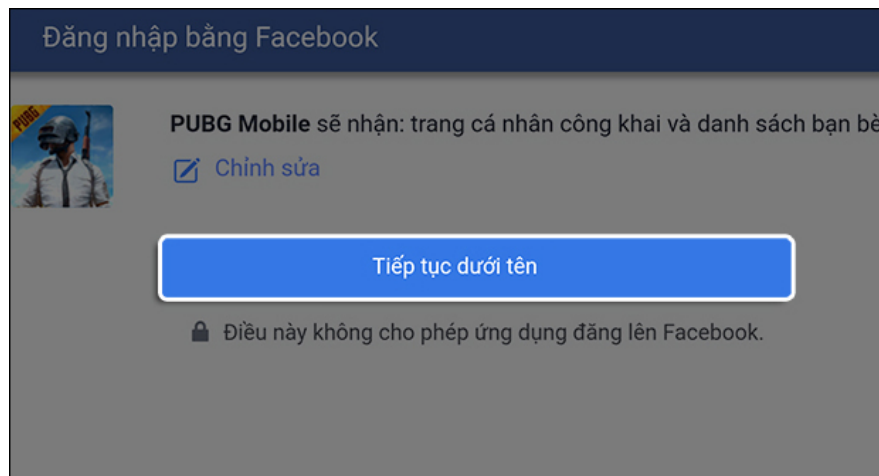 Đăng nhập bằng Facebook
PUBG
PUBG Mobile sẽ nhận: trang cá nhân công khai và danh sách bạn bè
Chỉnh sửa
Tiếp tục dưới tên
Điều này không cho phép ứng dụng đăng lên Facebook.